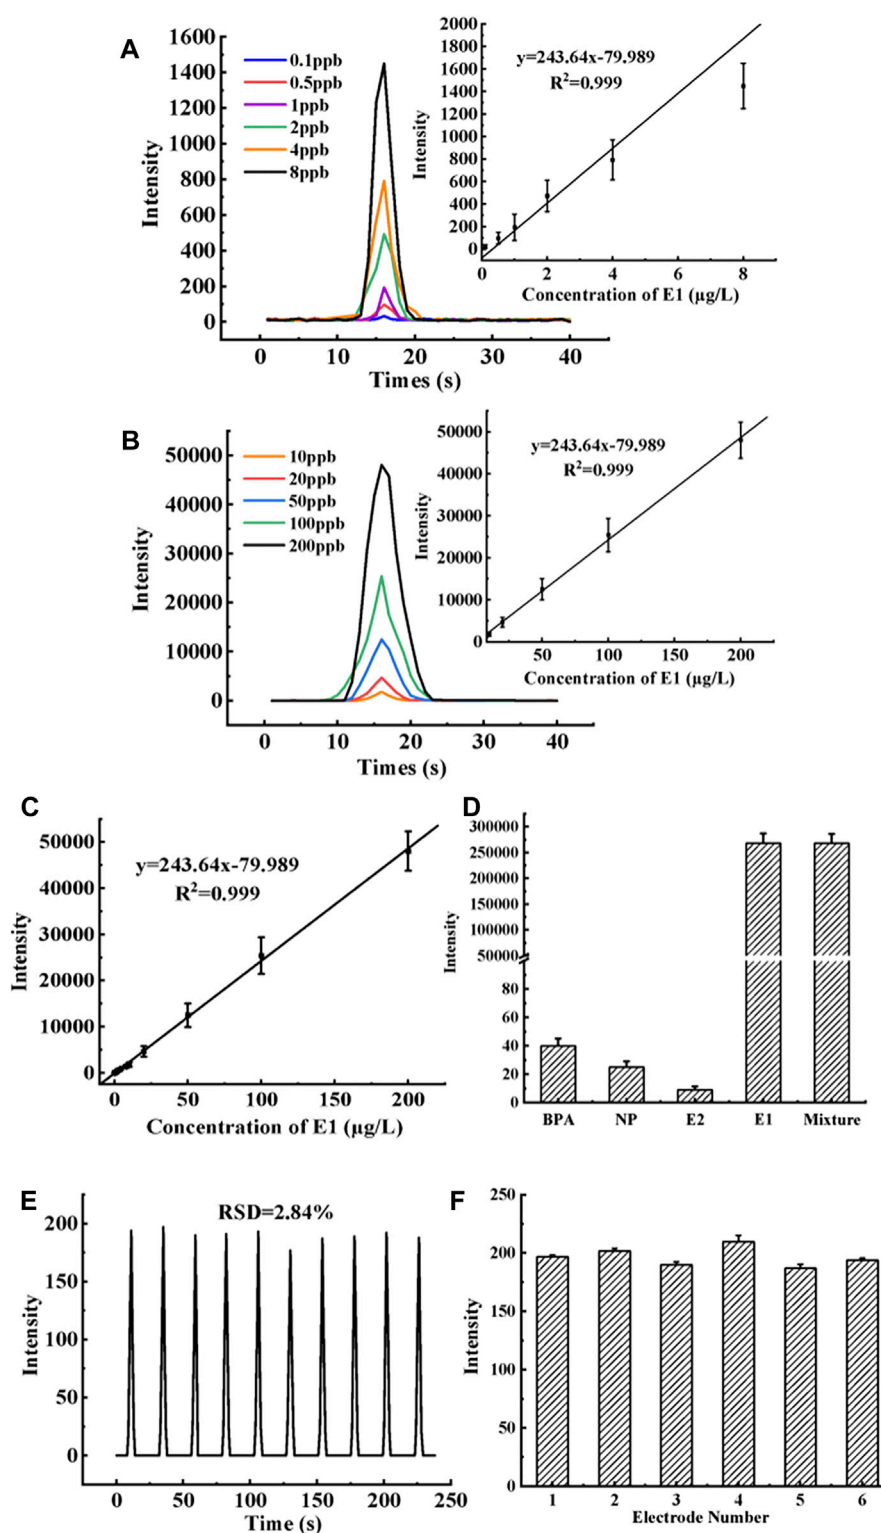 A
1600
1400
1200
1000
800
600
400
200
0
Intensity
0.1ppb
0.5ppb
1ppb
2ppb
4ppb
8ppb
0 10 20 30 40
Times (s)
2000
1800
1600
1400
1200
1000
800
600
400
200
0
Intensity
y=243.64x-79.989
R²=0.999
0 2 4 6 8
Concentration of E1 (µg/L)
B
50000
40000
30000
20000
10000
0
Intensity
10ppb
20ppb
50ppb
100ppb
200ppb
0 10 20 30 40
Times (s)
50000
40000
30000
20000
10000
0
Intensity
y=243.64x-79.989
R²=0.999
50 100 150 200
Concentration of E1 (µg/L)
C
50000
40000
30000
20000
10000
0
Intensity
y=243.64x-79.989
R²=0.999
0 50 100 150 200
Concentration of E1 (µg/L)
D
300000
250000
200000
150000
100000
50000
80
60
40
20
0
Intensity
BPA NP E2 E1 Mixture
E
200
150
100
50
0
Intensity
RSD=2.84%
0 50 100 150 200 250
Time (s)
F
250
200
150
100
50
0
Intensity
1 2 3 4 5 6
Electrode Number